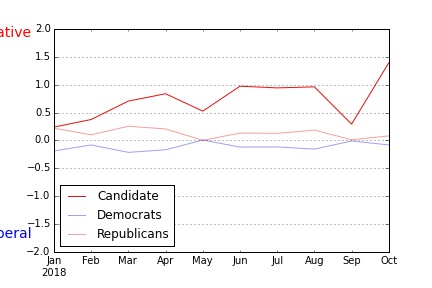 ative
2.0
1.5
1.0
0.5
0.0
−0.5
−1.0
−1.5
−2.0
beral
Candidate
Democrats
Republicans
Jan Feb Mar Apr May Jun Jul Aug Sep Oct
2018